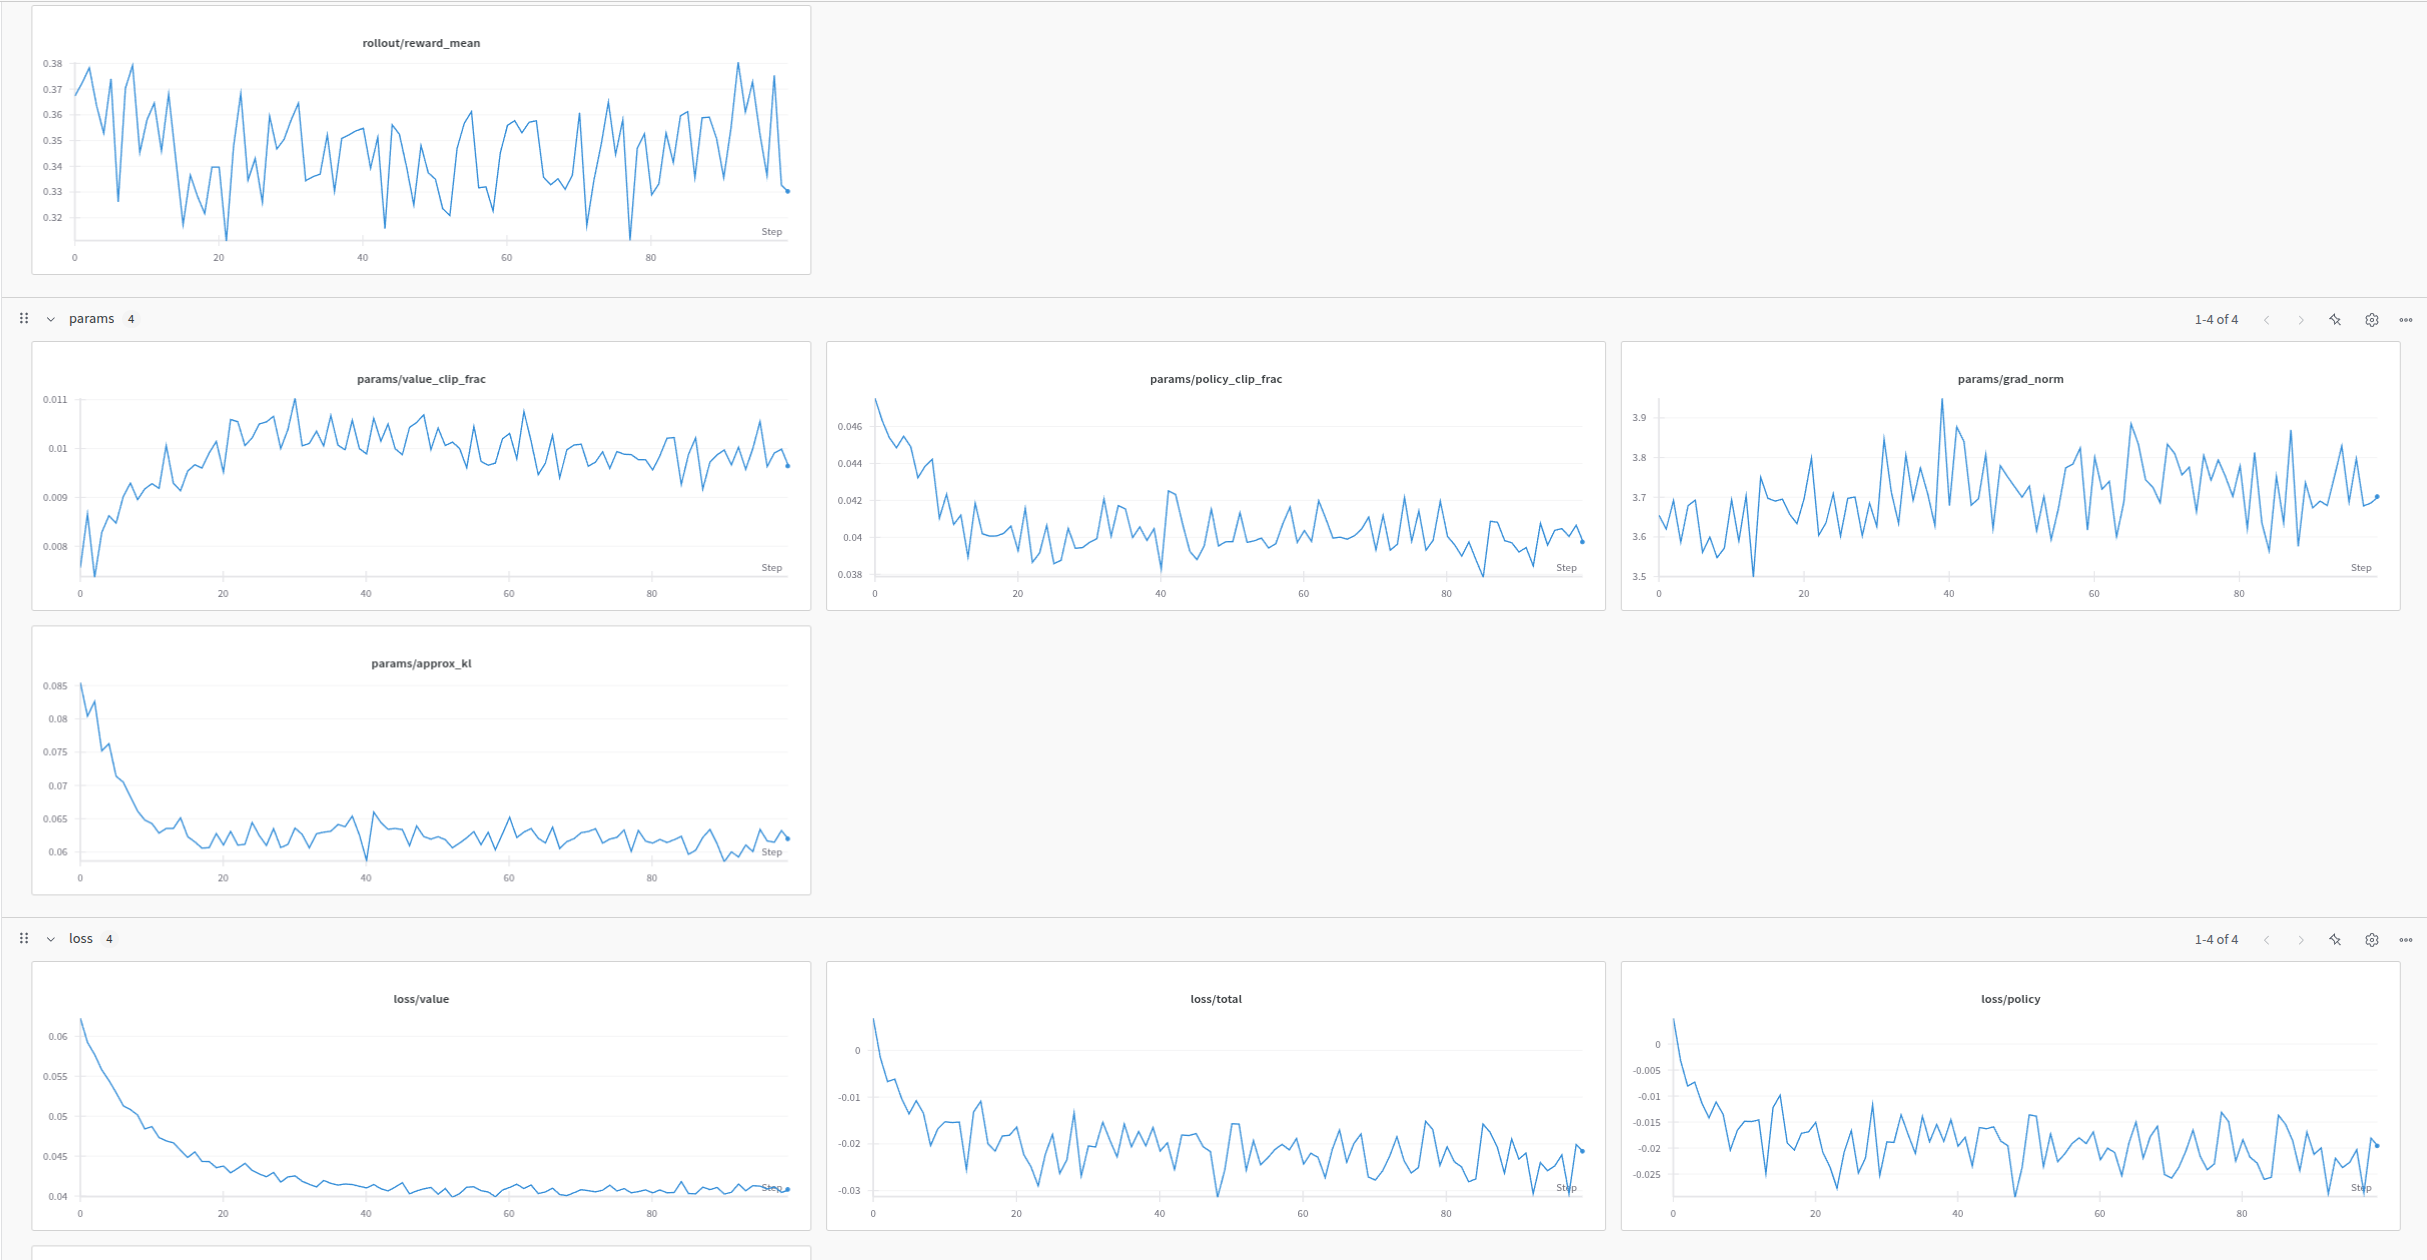 rollout/reward_mean
0.38
0.37
0.36
0.35
0.34
0.33
0.32
Step
0 20 40 60 80
params 4 1-4 of 4
params/value_clip_frac
0.011
0.01
0.009
0.008
Step
0 20 40 60 80
params/policy_clip_frac
0.046
0.044
0.042
0.04
0.038
Step
0 20 40 60 80
params/grad_norm
3.9
3.8
3.7
3.6
3.5
Step
0 20 40 60 80
params/approx_kl
0.085
0.08
0.075
0.07
0.065
0.06
Step
0 20 40 60 80
loss 4 1-4 of 4
loss/value
0.06
0.055
0.05
0.045
0.04
Step
0 20 40 60 80
loss/total
0
-0.01
-0.02
-0.03
Step
0 20 40 60 80
loss/policy
0
-0.005
-0.01
-0.015
-0.02
-0.025
Step
0 20 40 60 80